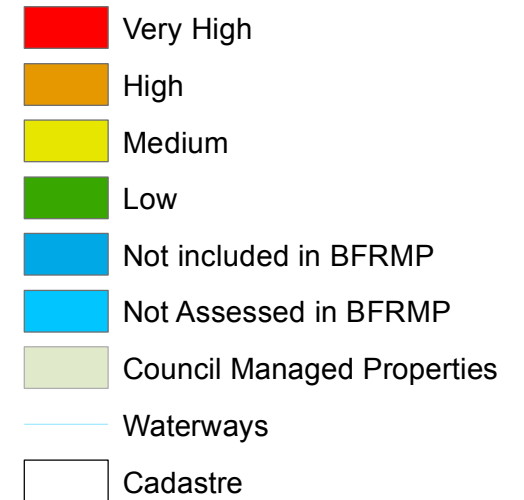 Very High
High
Medium
Low
Not included in BFRMP
Not Assessed in BFRMP
Council Managed Properties
Waterways
Cadastre